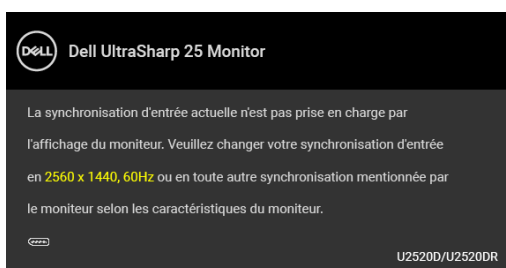 DELL Dell UltraSharp 25 Monitor
La synchronisation d'entrée actuelle n'est pas prise en charge par
l'affichage du moniteur. Veuillez changer votre synchronisation d'entrée
en 2560 x 1440, 60Hz ou en toute autre synchronisation mentionnée par
le moniteur selon les caractéristiques du moniteur.
U2520D/U2520DR